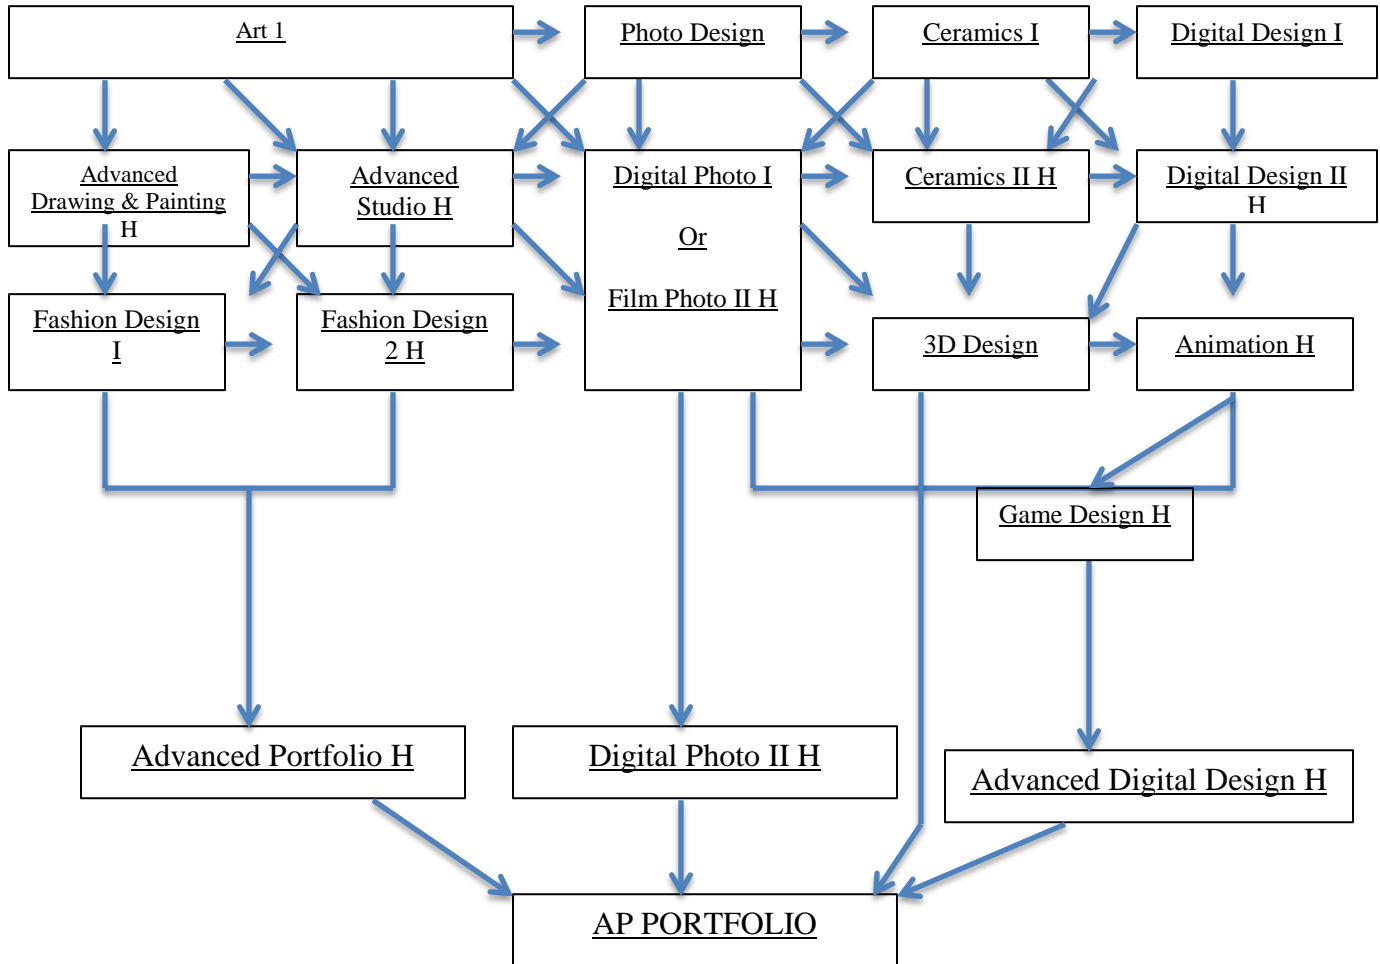 Art 1
Photo Design
Ceramics I
Digital Design I
Advanced
Drawing & Painting
H
Advanced
Studio H
Digital Photo I
Or
Film Photo II H
Ceramics II H
Digital Design II
H
Fashion Design
I
Fashion Design
2 H
3D Design
Animation H
Game Design H
Advanced Portfolio H
Digital Photo II H
Advanced Digital Design H
AP PORTFOLIO